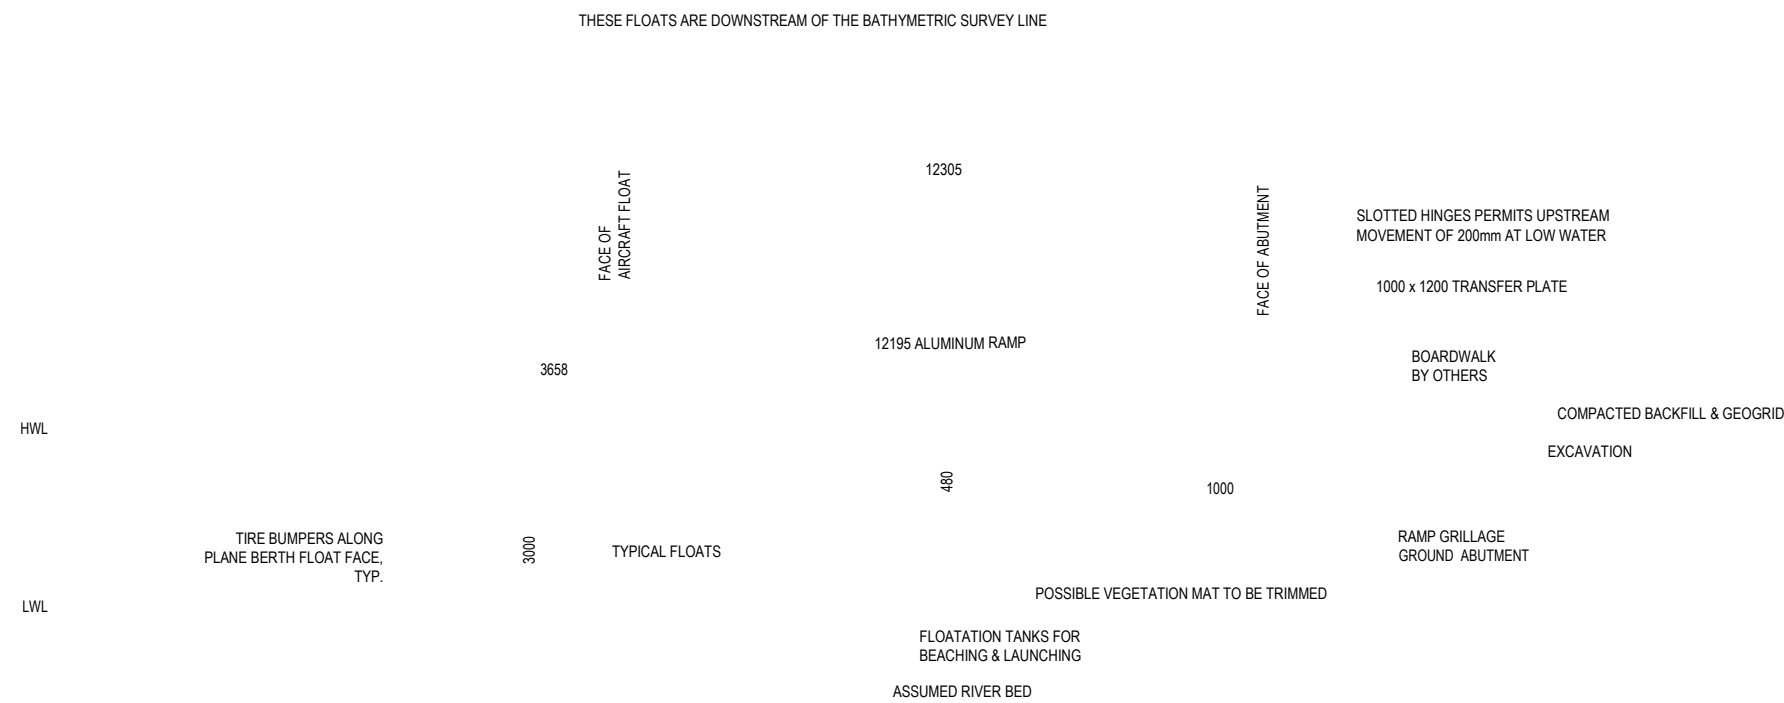 THESE FLOATS ARE DOWNSTREAM OF THE BATHYMETRIC SURVEY LINE
12305
FACE OF
AIRCRAFT FLOAT
FACE OF ABUTMENT
SLOTTED HINGES PERMITS UPSTREAM
MOVEMENT OF 200mm AT LOW WATER
1000 x 1200 TRANSFER PLATE
12195 ALUMINUM RAMP
3658
BOARDWALK
BY OTHERS
COMPACTED BACKFILL & GEOGRID
HWL
EXCAVATION
480
1000
TIRE BUMPERS ALONG
PLANE BERTH FLOAT FACE,
TYP.
3000
TYPICAL FLOATS
RAMP GRILLAGE
GROUND ABUTMENT
POSSIBLE VEGETATION MAT TO BE TRIMMED
LWL
FLOATATION TANKS FOR
BEACHING & LAUNCHING
ASSUMED RIVER BED